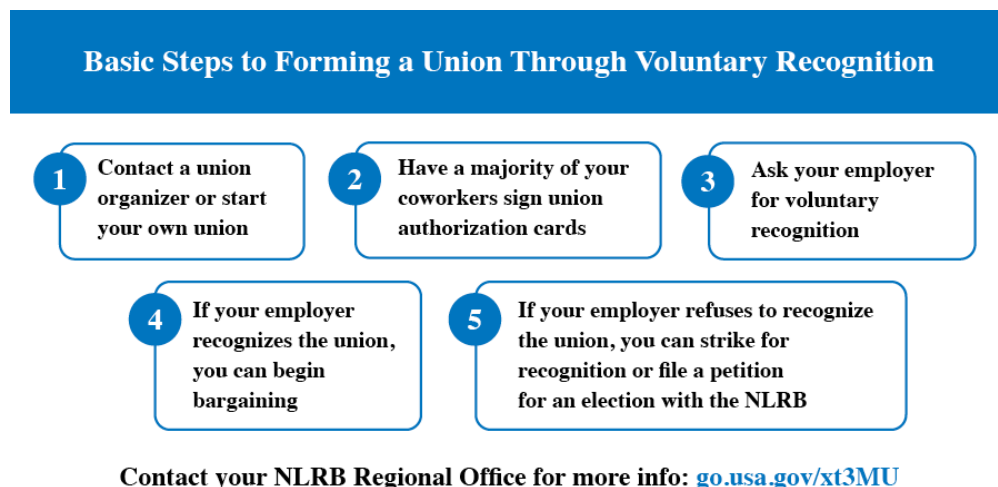 Basic Steps to Forming a Union Through Voluntary Recognition
1
Contact a union
organizer or start
your own union
2
Have a majority of your
coworkers sign union
authorization cards
3
Ask your employer
for voluntary
recognition
4
If your employer
recognizes the union,
you can begin
bargaining
5
If your employer refuses to recognize
the union, you can strike for
recognition or file a petition
for an election with the NLRB
Contact your NLRB Regional Office for more info: go.usa.gov/xt3MU